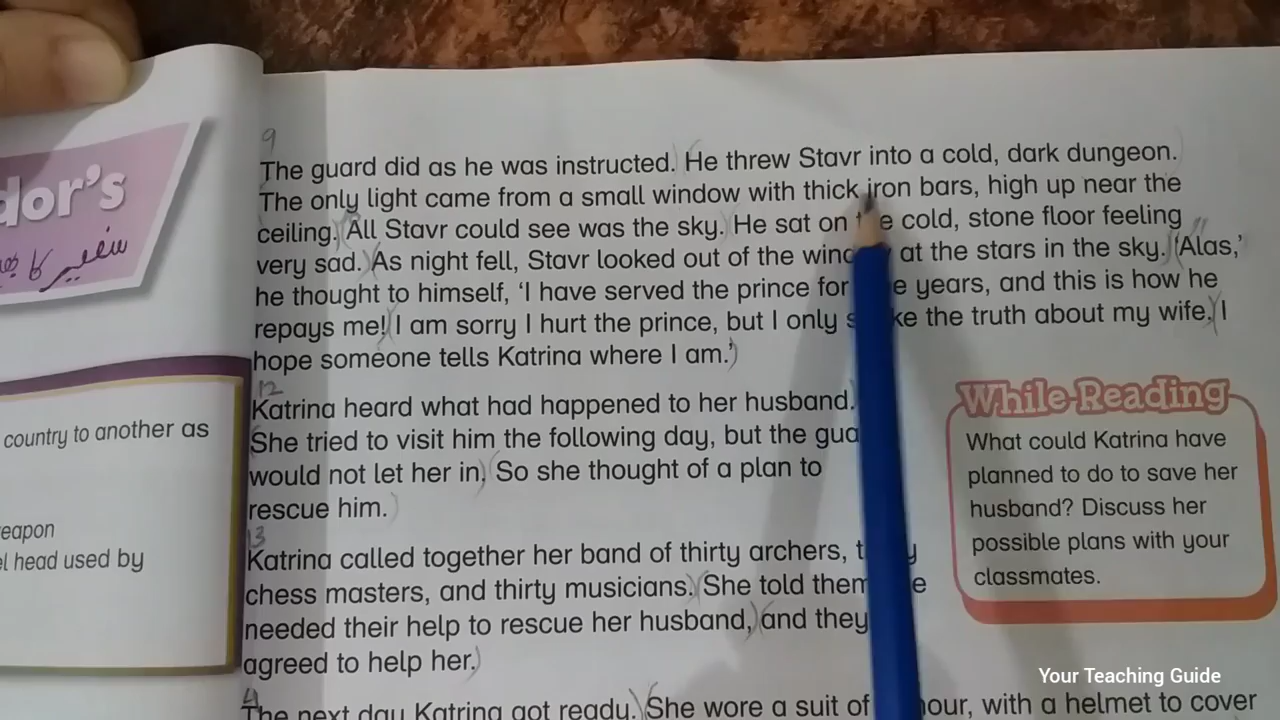 dor's
سفیر کا
country to another as
eapon
el head used by
9
The guard did as he was instructed. He threw Stavr into a cold, dark dungeon.
The only light came from a small window with thick iron bars, high up near the
ceiling. All Stavr could see was the sky. He sat on the cold, stone floor feeling
very sad. As night fell, Stavr looked out of the wind at the stars in the sky. 'Alas,'
he thought to himself, 'I have served the prince for e years, and this is how he
repays me! I am sorry I hurt the prince, but I only s ke the truth about my wife. I
hope someone tells Katrina where I am.'
12
Katrina heard what had happened to her husband.
She tried to visit him the following day, but the gua
would not let her in. So she thought of a plan to
rescue him.
13
Katrina called together her band of thirty archers, t y
chess masters, and thirty musicians. She told them e
needed their help to rescue her husband, and they
agreed to help her.
The next day Katrina got ready. She wore a suit of our, with a helmet to cover
While-Reading
What could Katrina have
planned to do to save her
husband? Discuss her
possible plans with your
classmates.
Your Teaching Guide